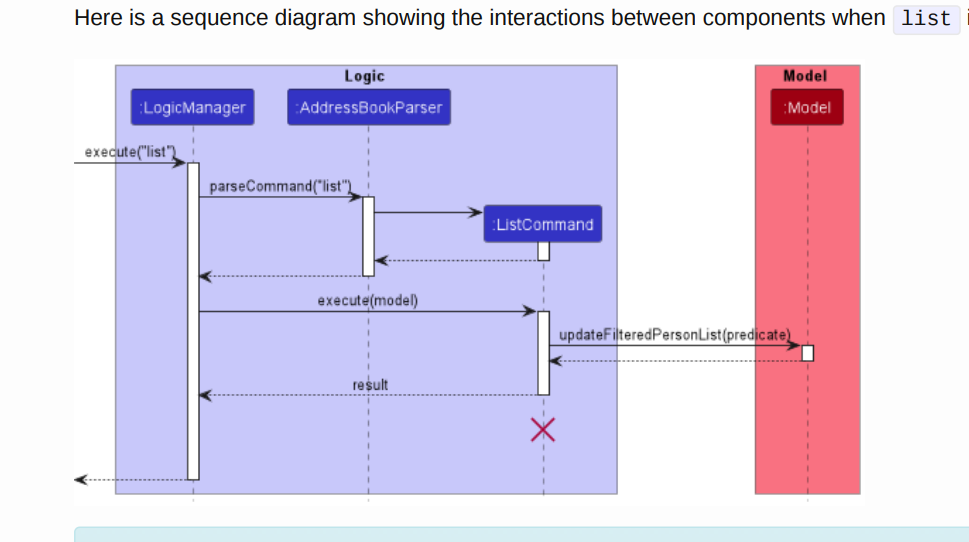 Here is a sequence diagram showing the interactions between components when list
Logic
Model
:LogicManager
:AddressBookParser
:Model
execute("list")
parseCommand("list")
:ListCommand
execute(model)
updateFilteredPersonList(predicate)
result